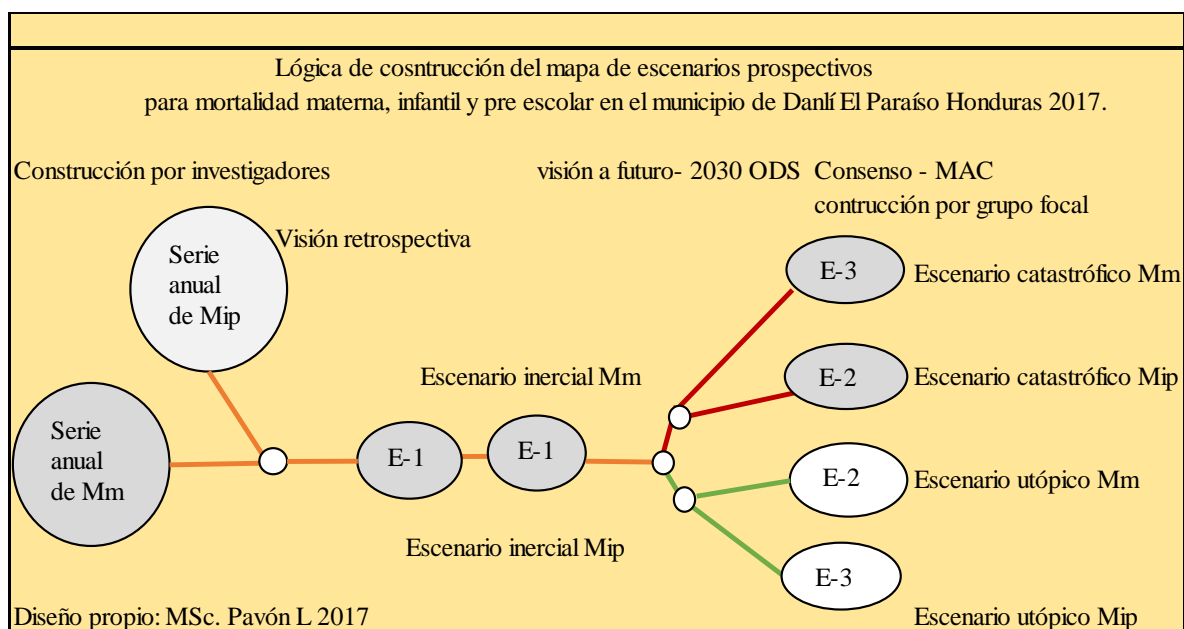 Lógica de cosntrucción del mapa de escenarios prospectivos
para mortalidad materna, infantil y pre escolar en el municipio de Danlí El Paraíso Honduras 2017.
Construcción por investigadores
visión a futuro- 2030 ODS
Consenso - MAC
contrucción por grupo focal
Visión retrospectiva
Serie
anual
de Mip
E-3
Escenario catastrófico Mm
Escenario inercial Mm
E-2
Escenario catastrófico Mip
Serie
anual
de Mm
E-1
E-1
E-2
Escenario utópico Mm
Escenario inercial Mip
E-3
Diseño propio: MSc. Pavón L 2017
Escenario utópico Mip